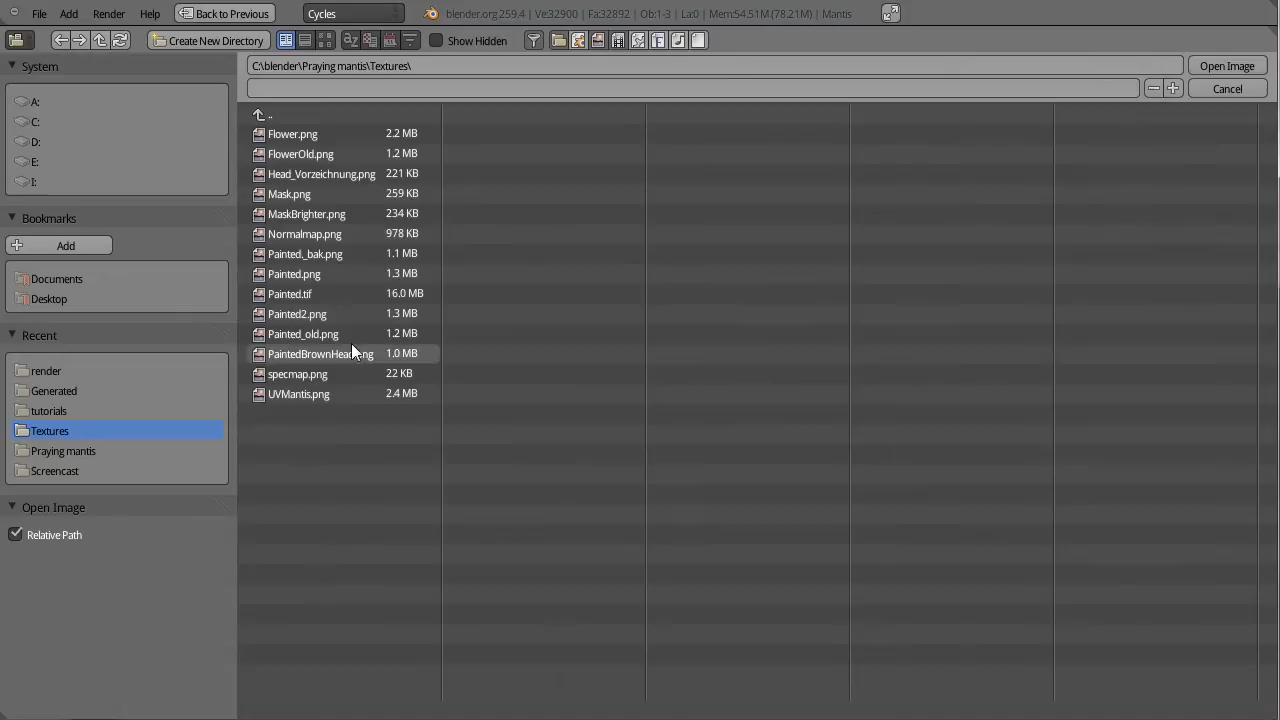 File Add Render Help Back to Previous Cycles blender.org 259.4 | Ve:32900 | Fa:32892 | Ob:1-3 | La:0 | Mem:54.51M (78.21M) | Mantis
Create New Directory Show Hidden
System
C:\blender\Praying mantis\Textures\ Open Image
Cancel
A:
C:
D:
E:
I:
Bookmarks
Add
Documents
Desktop
Recent
render
Generated
tutorials
Textures
Praying mantis
Screencast
Open Image
Relative Path
..
Flower.png 2.2 MB
FlowerOld.png 1.2 MB
Head_Vorzeichnung.png 221 KB
Mask.png 259 KB
MaskBrighter.png 234 KB
Normalmap.png 978 KB
Painted._bak.png 1.1 MB
Painted.png 1.3 MB
Painted.tif 16.0 MB
Painted2.png 1.3 MB
Painted_old.png 1.2 MB
PaintedBrownHead.png 1.0 MB
specmap.png 22 KB
UVMantis.png 2.4 MB